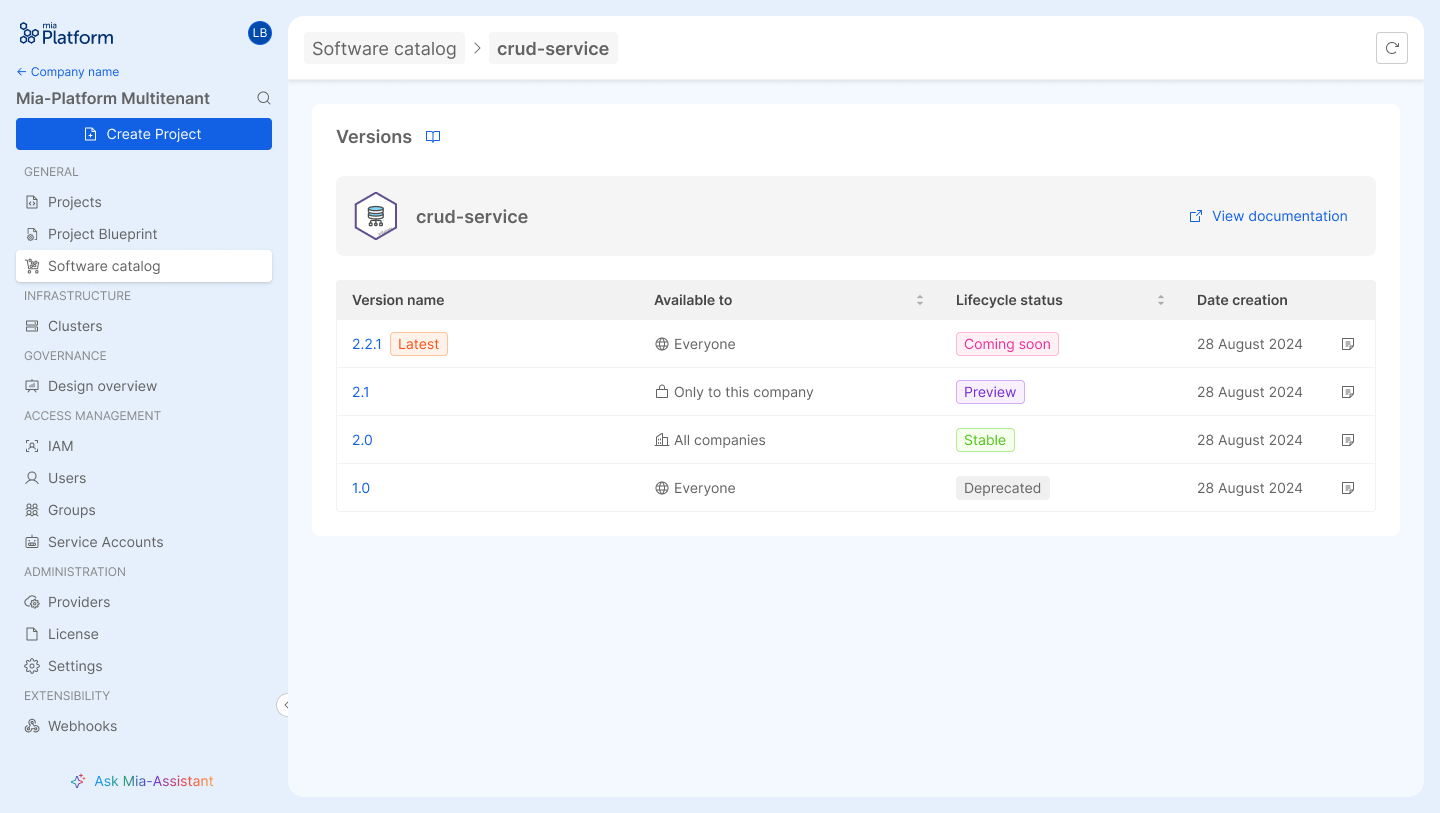 mia
Platform
LB
← Company name
Mia-Platform Multitenant
Create Project
GENERAL
Projects
Project Blueprint
Software catalog
INFRASTRUCTURE
Clusters
GOVERNANCE
Design overview
ACCESS MANAGEMENT
IAM
Users
Groups
Service Accounts
ADMINISTRATION
Providers
License
Settings
EXTENSIBILITY
Webhooks
Ask Mia-Assistant
Software catalog > crud-service
Versions
crud-service
View documentation
Version name Available to Lifecycle status Date creation
2.2.1 Latest Everyone Coming soon 28 August 2024
2.1 Only to this company Preview 28 August 2024
2.0 All companies Stable 28 August 2024
1.0 Everyone Deprecated 28 August 2024